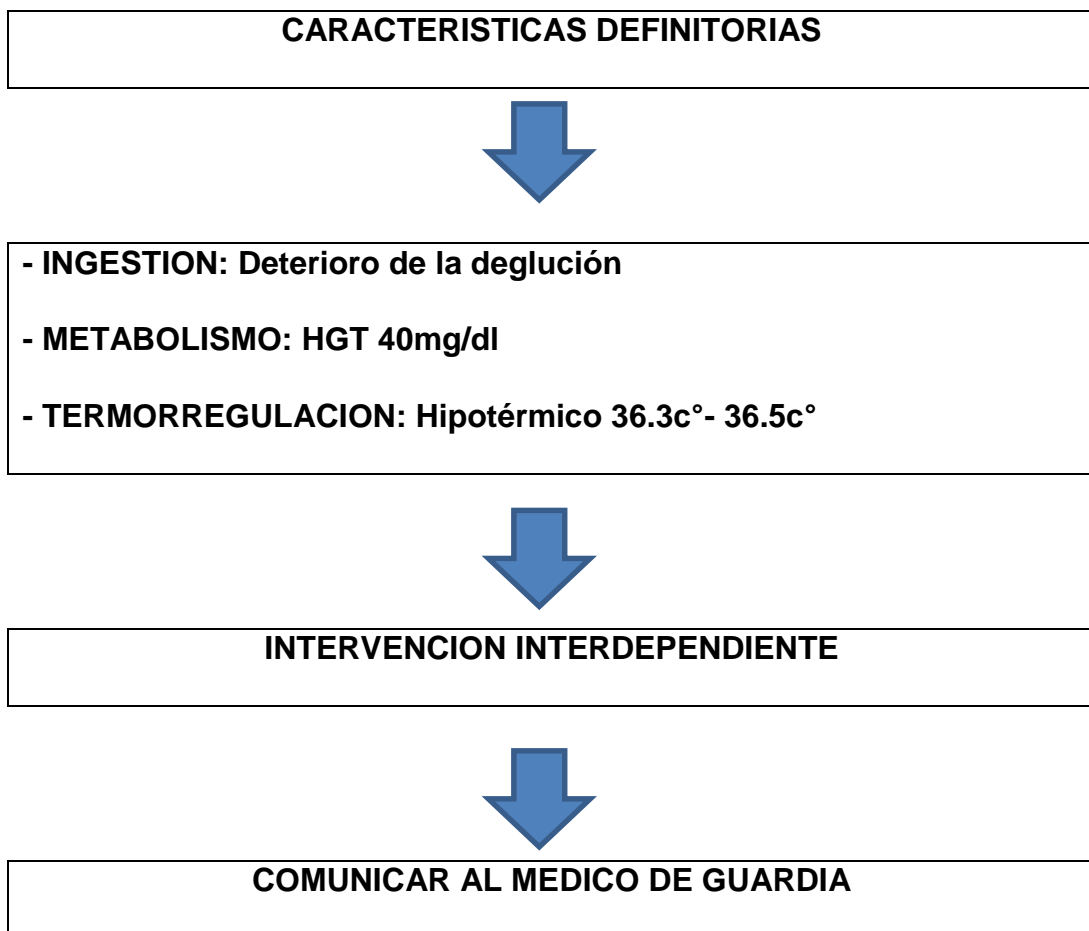 CARACTERISTICAS DEFINITORIAS
- INGESTION: Deterioro de la deglución
- METABOLISMO: HGT 40mg/dl
- TERMORREGULACION: Hipotérmico 36.3c°- 36.5c°
INTERVENCION INTERDEPENDIENTE
COMUNICAR AL MEDICO DE GUARDIA